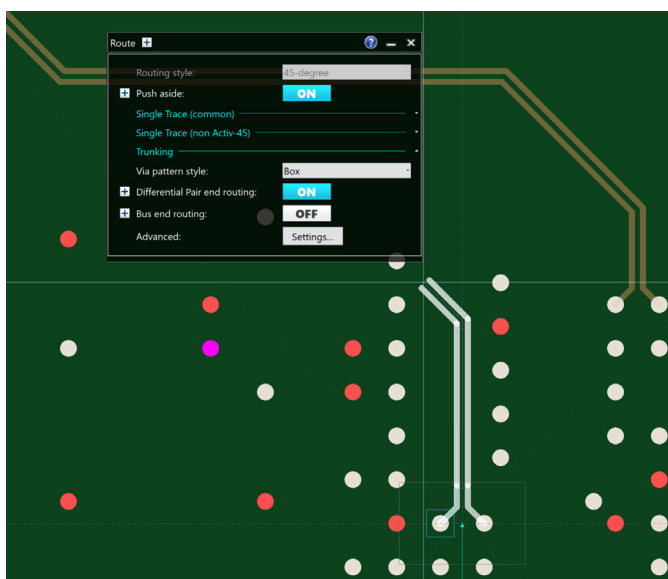 Route
Routing style: 45-degree
Push aside: ON
Single Trace (common)
Single Trace (non Activ-45)
Trunking
Via pattern style: Box
Differential Pair end routing: ON
Bus end routing: OFF
Advanced: Settings...